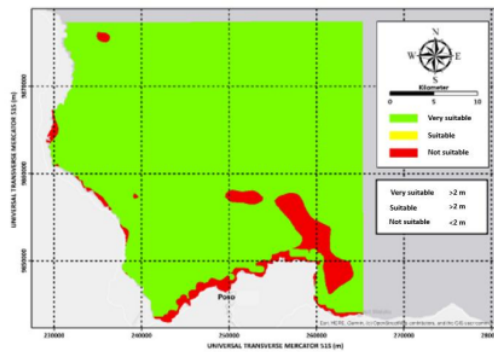 N
W
E
S
Kilometer
0 5 10
Very suitable
Suitable
Not suitable
Very suitable >2 m
Suitable >2 m
Not suitable <2 m
UNIVERSAL TRANSVERSE MERCATOR 51S (m)
Poso
230000 240000 250000 260000 270000
UNIVERSAL TRANSVERSE MERCATOR 51S (m)